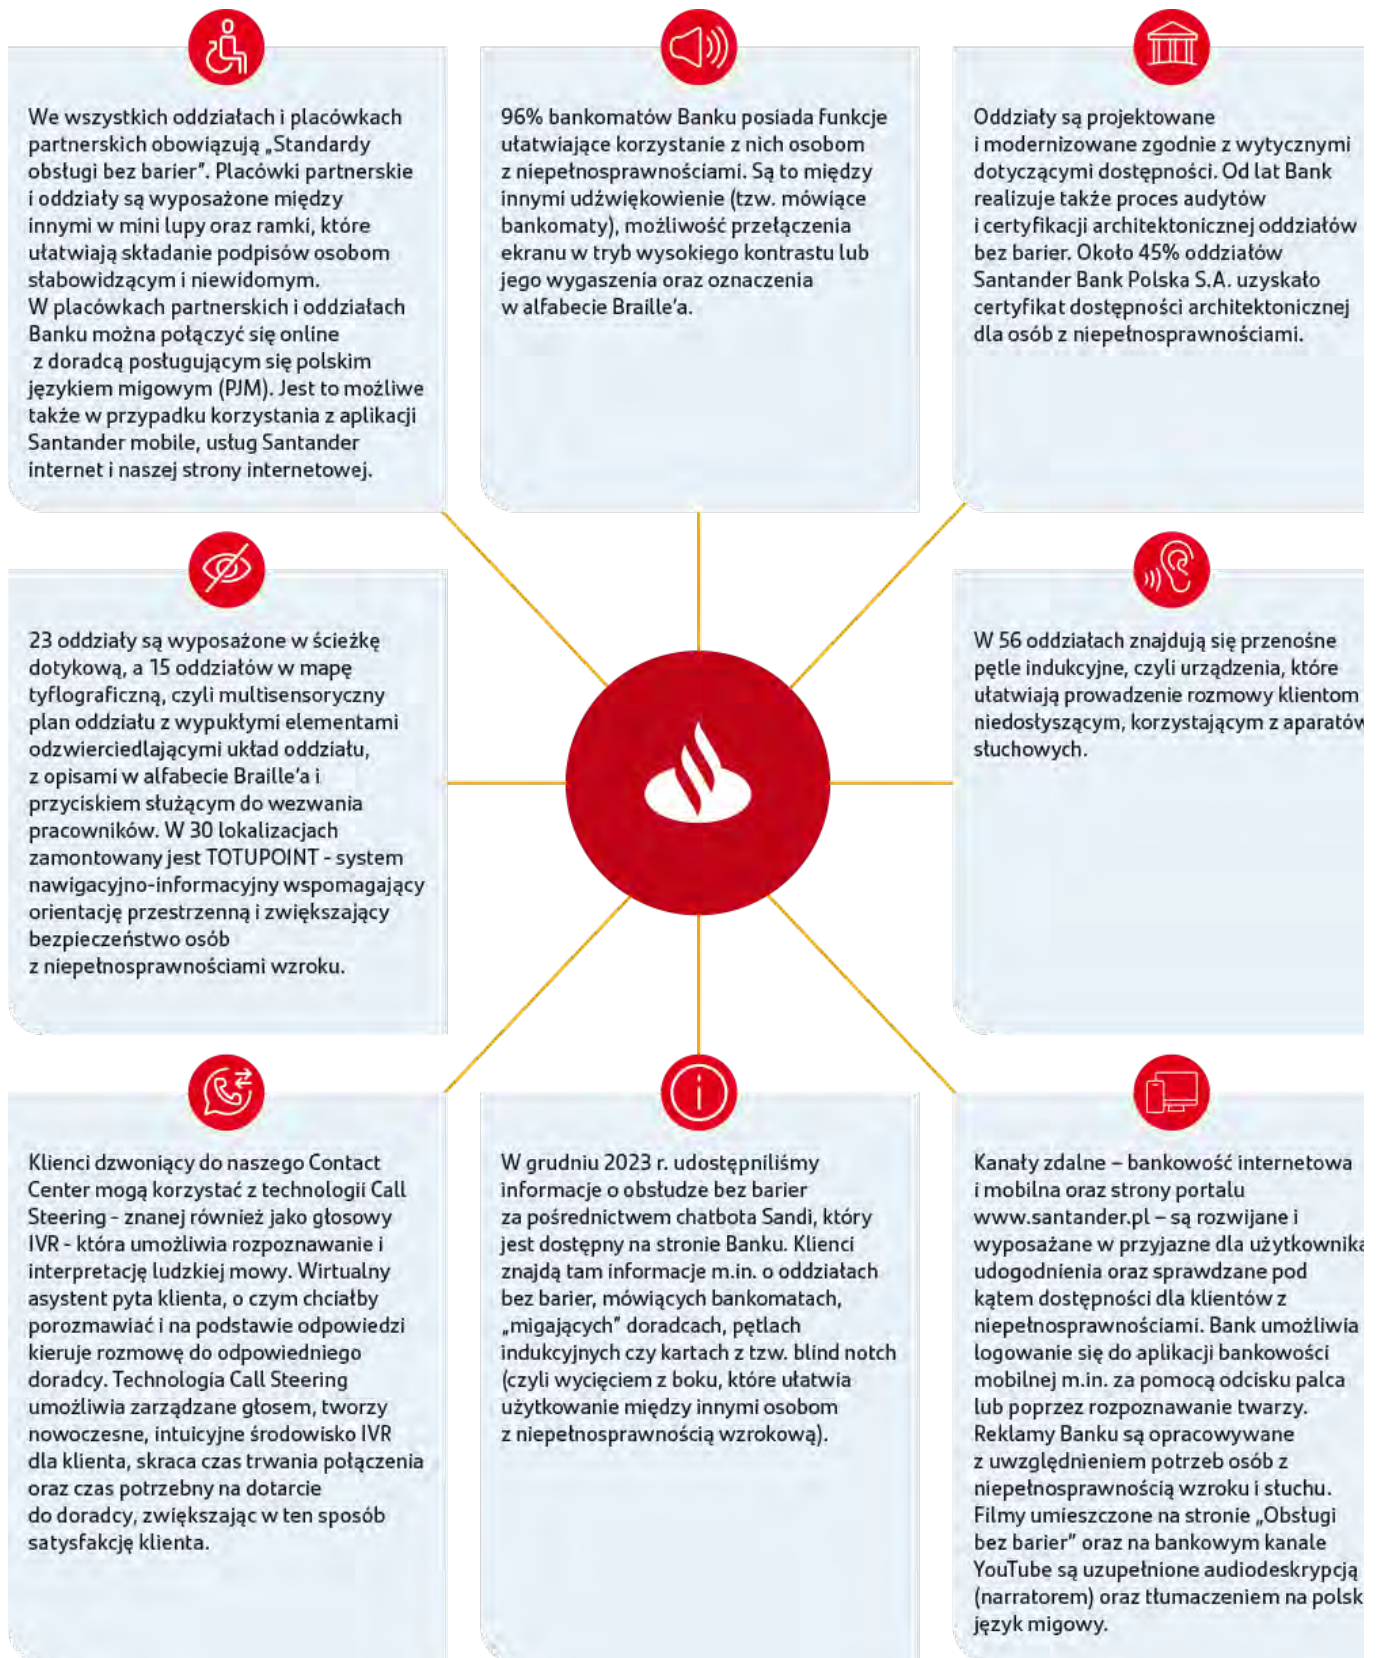 We wszystkich oddziałach i placówkach
partnerskich obowiązują „Standardy
obsługi bez barier”. Placówki partnerskie
i oddziały są wyposażone między
innymi w mini lupy oraz ramki, które
ułatwiają składanie podpisów osobom
słabowidzącym i niewidomym.
W placówkach partnerskich i oddziałach
Banku można połączyć się online
z doradcą posługującym się polskim
językiem migowym (PJM). Jest to możliwe
także w przypadku korzystania z aplikacji
Santander mobile, usług Santander
internet i naszej strony internetowej.
96% bankomatów Banku posiada funkcje
ułatwiające korzystanie z nich osobom
z niepełnosprawnościami. Są to między
innymi udźwiękowienie (tzw. mówiące
bankomaty), możliwość przełączenia
ekranu w tryb wysokiego kontrastu lub
jego wygaszenia oraz oznaczenia
w alfabecie Braille’a.
Oddziały są projektowane
i modernizowane zgodnie z wytycznymi
dotyczącymi dostępności. Od lat Bank
realizuje także proces audytów
i certyfikacji architektonicznej oddziałów
bez barier. Około 45% oddziałów
Santander Bank Polska S.A. uzyskało
certyfikat dostępności architektonicznej
dla osób z niepełnosprawnościami.
23 oddziały są wyposażone w ścieżkę
dotykową, a 15 oddziałów w mapę
tyflograficzną, czyli multisensoryczny
plan oddziału z wypukłymi elementami
odzwierciedlającymi układ oddziału,
z opisami w alfabecie Braille’a i
przyciskiem służącym do wezwania
pracowników. W 30 lokalizacjach
zamontowany jest TOTUPOINT - system
nawigacyjno-informacyjny wspomagający
orientację przestrzenną i zwiększający
bezpieczeństwo osób
z niepełnosprawnościami wzroku.
W 56 oddziałach znajdują się przenośne
pętle indukcyjne, czyli urządzenia, które
ułatwiają prowadzenie rozmowy klientom
niedosłyszącym, korzystającym z aparatów
słuchowych.
Klienci dzwoniący do naszego Contact
Center mogą korzystać z technologii Call
Steering - znanej również jako głosowy
IVR - która umożliwia rozpoznawanie i
interpretację ludzkiej mowy. Wirtualny
asystent pyta klienta, o czym chciałby
porozmawiać i na podstawie odpowiedzi
kieruje rozmowę do odpowiedniego
doradcy. Technologia Call Steering
umożliwia zarządzane głosem, tworzy
nowoczesne, intuicyjne środowisko IVR
dla klienta, skraca czas trwania połączenia
oraz czas potrzebny na dotarcie
do doradcy, zwiększając w ten sposób
satysfakcję klienta.
W grudniu 2023 r. udostępniliśmy
informacje o obsłudze bez barier
za pośrednictwem chatbota Sandi, który
jest dostępny na stronie Banku. Klienci
znajdą tam informacje m.in. o oddziałach
bez barier, mówiących bankomatach,
„migających” doradcach, pętlach
indukcyjnych czy kartach z tzw. blind notch
(czyli wycięciem z boku, które ułatwia
użytkowanie między innymi osobom
z niepełnosprawnością wzrokową).
Kanały zdalne – bankowość internetowa
i mobilna oraz strony portalu
www.santander.pl – są rozwijane i
wyposażane w przyjazne dla użytkownika
udogodnienia oraz sprawdzane pod
kątem dostępności dla klientów z
niepełnosprawnościami. Bank umożliwia
logowanie się do aplikacji bankowości
mobilnej m.in. za pomocą odcisku palca
lub poprzez rozpoznawanie twarzy.
Reklamy Banku są opracowywane
z uwzględnieniem potrzeb osób z
niepełnosprawnością wzroku i słuchu.
Filmy umieszczone na stronie „Obsługi
bez barier” oraz na bankowym kanale
YouTube są uzupełnione audiodeskrypcją
(narratorem) oraz tłumaczeniem na polsk
język migowy.